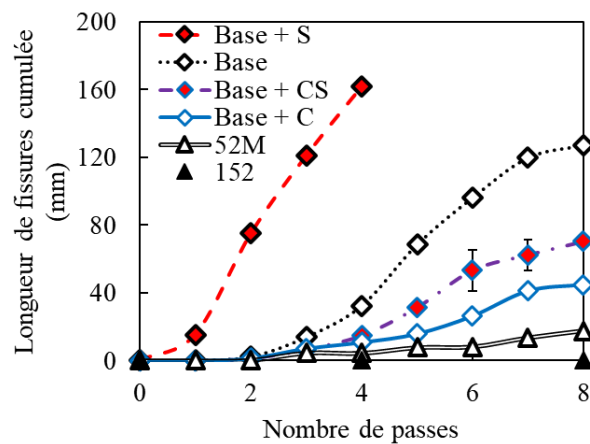 200
160
120
80
40
0
Longueur de fissures cumulée
(mm)
Base + S
Base
Base + CS
Base + C
52M
152
0
2
4
6
8
Nombre de passes